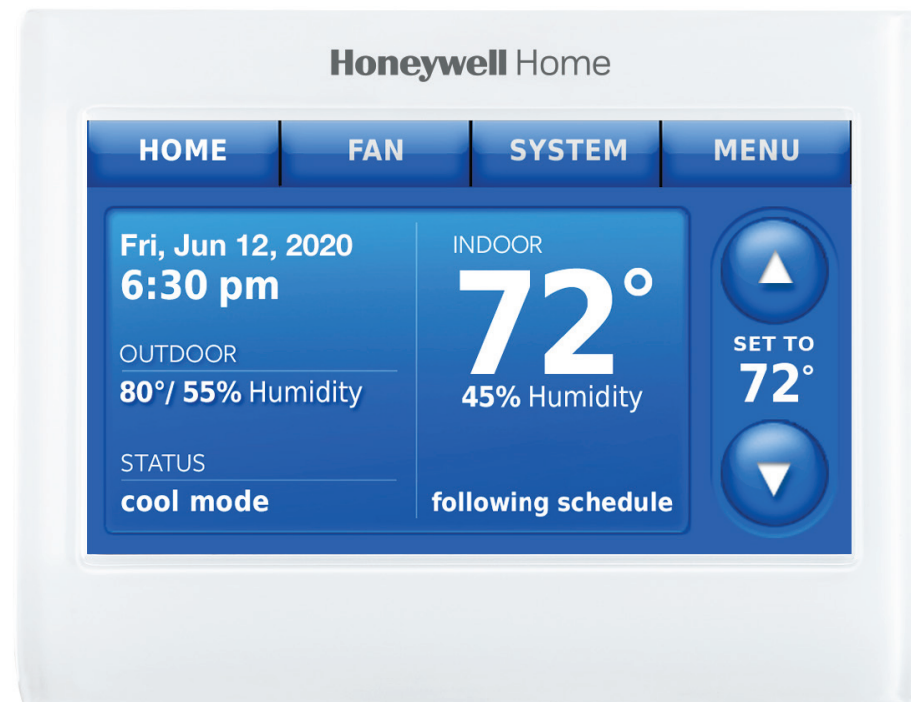 Honeywell Home
HOME FAN SYSTEM MENU
Fri, Jun 12, 2020
6:30 pm
OUTDOOR
80°/ 55% Humidity
STATUS
cool mode
INDOOR
72°
45% Humidity
following schedule
SET TO
72°